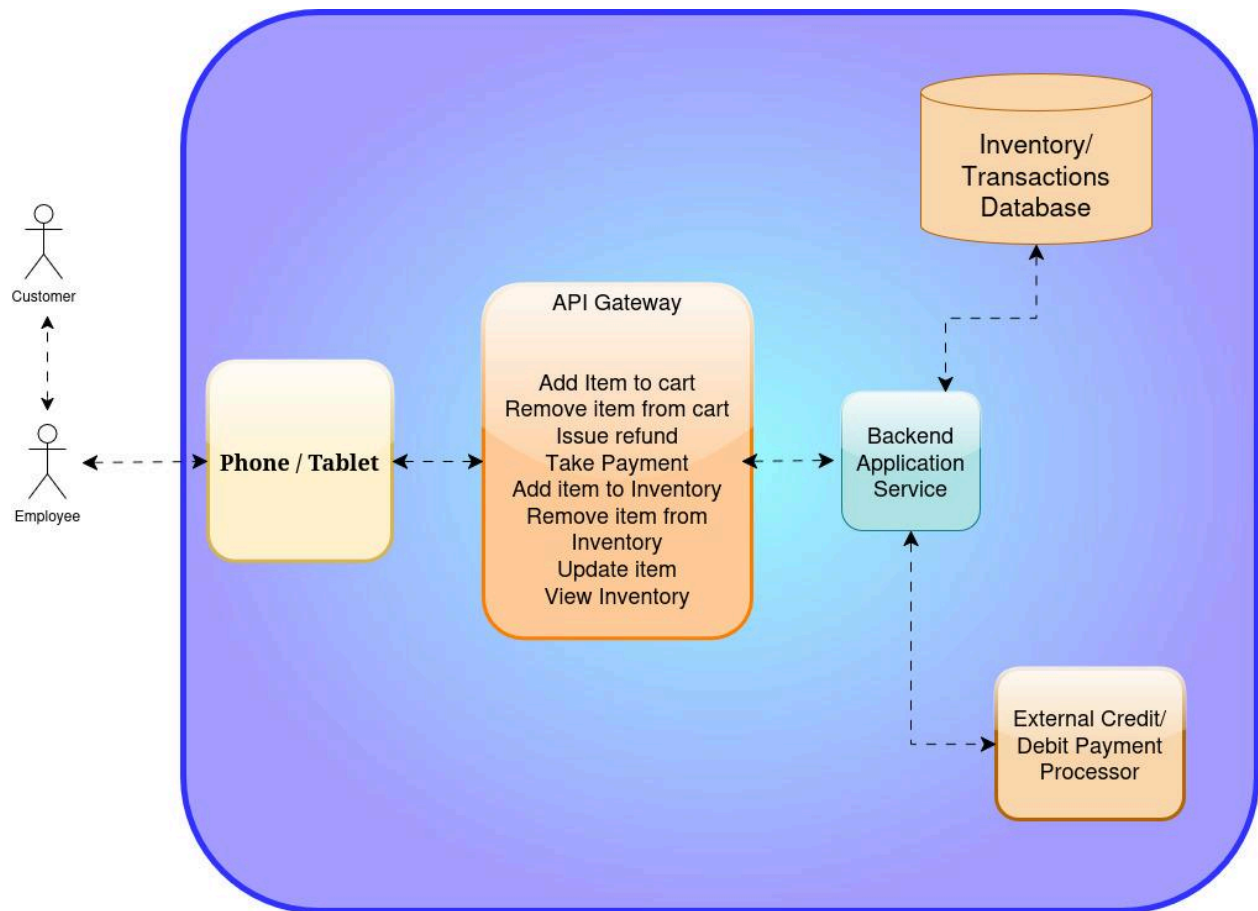 Customer
Employee
Phone / Tablet
API Gateway
Add Item to cart
Remove item from cart
Issue refund
Take Payment
Add item to Inventory
Remove item from
Inventory
Update item
View Inventory
Backend
Application
Service
Inventory/
Transactions
Database
External Credit/
Debit Payment
Processor